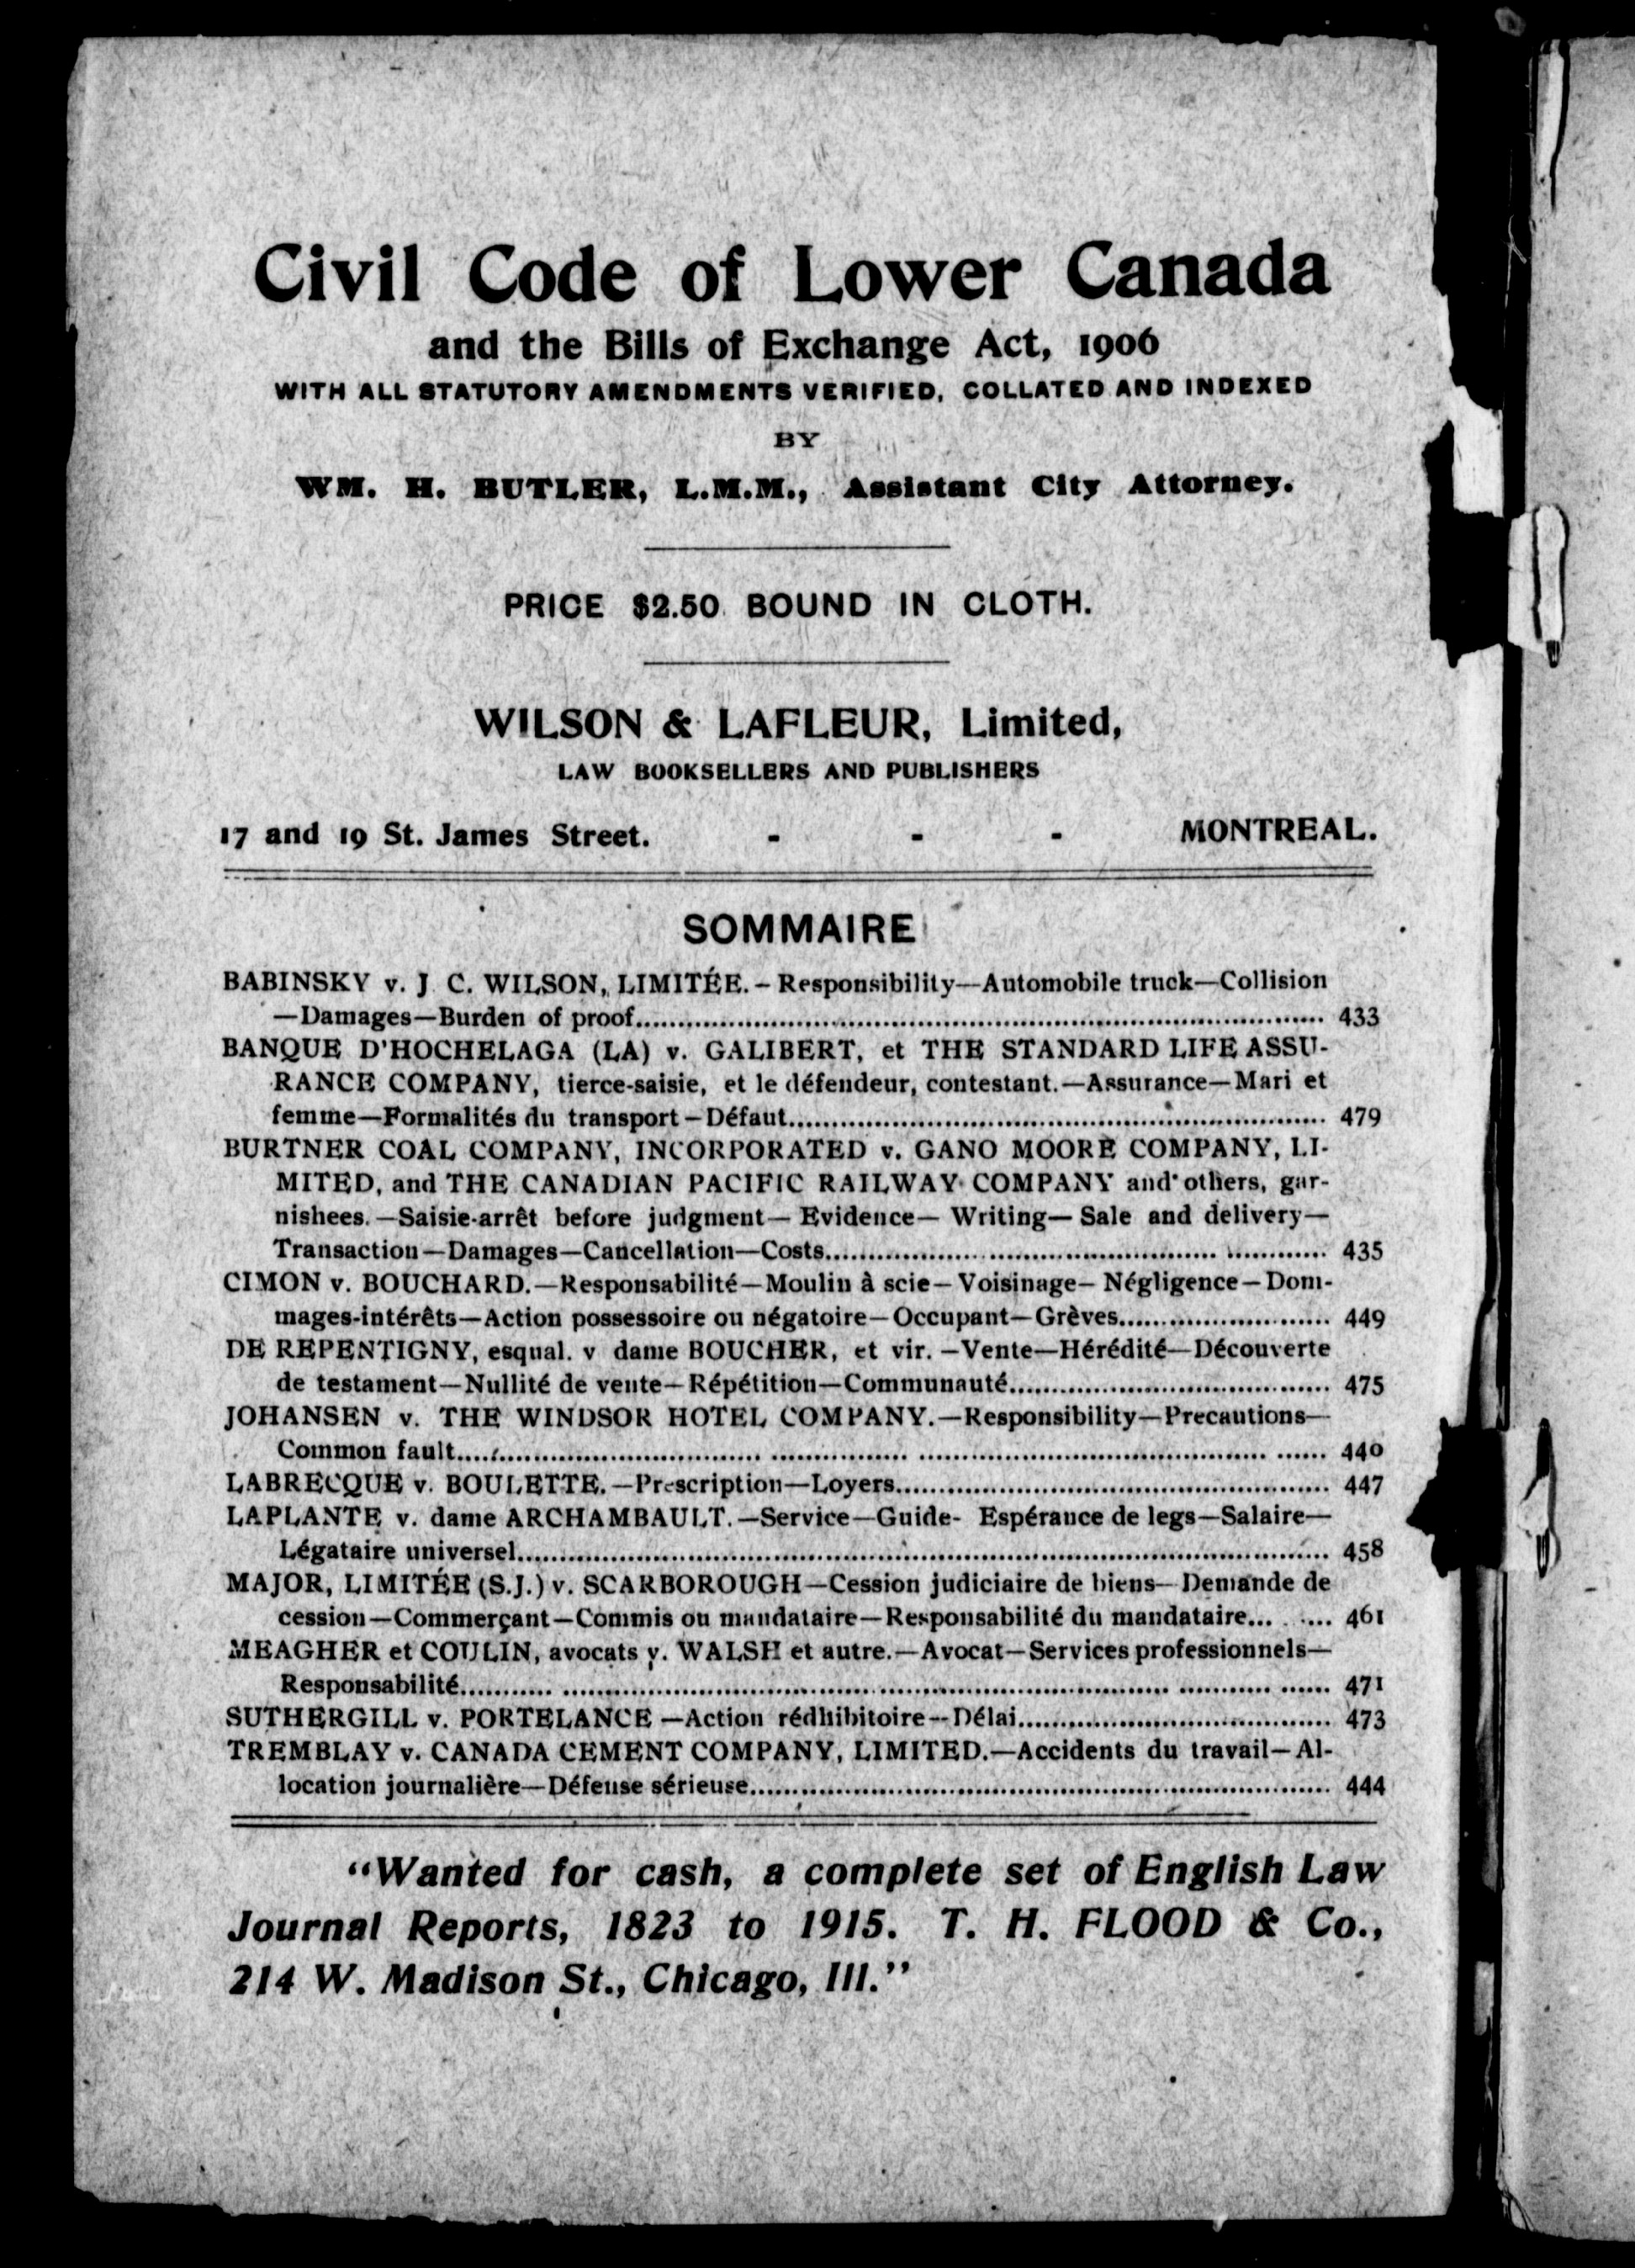 Civil Code of Lower Canada
and the Bills of Exchange Act, 1906
WITH ALL STATUTORY AMENDMENTS VERIFIED, COLLATED AND INDEXED
BY
WM. H. BUTLER, L.M.M., Assistant City Attorney.
PRICE $2.50 BOUND IN CLOTH.
WILSON & LAFLEUR, Limited,
LAW BOOKSELLERS AND PUBLISHERS
17 and 19 St. James Street. - - - MONTREAL.
SOMMAIRE
BABINSKY v. J C. WILSON, LIMITÉE.–Responsibility—Automobile truck—Collision
—Damages—Burden of proof........ 433
BANQUE D'HOCHELAGA (LA) v. GALIBERT, et THE STANDARD LIFE ASSU-
RANCE COMPANY, tierce-saisie, et le défendeur, contestant.—Assurance—Mari et
femme—Formalités du transport–Défaut........ 479
BURTNER COAL COMPANY, INCORPORATED v. GANO MOORE COMPANY, LI-
MITED, and THE CANADIAN PACIFIC RAILWAY COMPANY and others, gar-
nishees.—Saisie-arrêt before judgment—Evidence—Writing—Sale and delivery—
Transaction—Damages—Cancellation—Costs........ 435
CIMON v. BOUCHARD.—Responsabilité—Moulin à scie—Voisinage—Négligence—Dom-
mages-intérêts—Action possessoire ou négatoire—Occupant—Grèves........ 449
DE REPENTIGNY, esqual. v dame BOUCHER, et vir.—Vente—Hérédité—Découverte
de testament—Nullité de vente—Répétition—Communauté........ 475
JOHANSEN v. THE WINDSOR HOTEL COMPANY.—Responsibility—Precautions—
Common fault........ 440
LABRECQUE v. BOULETTE.—Prescription—Loyers........ 447
LAPLANTE v. dame ARCHAMBAULT.—Service—Guide- Espérance de legs—Salaire—
Légataire universel........ 458
MAJOR, LIMITÉE (S.J.) v. SCARBOROUGH—Cession judiciaire de biens—Demande de
cession—Commerçant—Commis ou mandataire—Responsabilité du mandataire........ 461
MEAGHER et COULIN, avocats v. WALSH et autre.—Avocat—Services professionnels—
Responsabilité........ 471
SUTHERGILL v. PORTELANCE —Action rédhibitoire--Délai........ 473
TREMBLAY v. CANADA CEMENT COMPANY, LIMITED.—Accidents du travail—Al-
location journalière—Défense sérieuse........ 444
“Wanted for cash, a complete set of English Law
Journal Reports, 1823 to 1915. T. H. FLOOD & Co.,
214 W. Madison St., Chicago, Ill.”